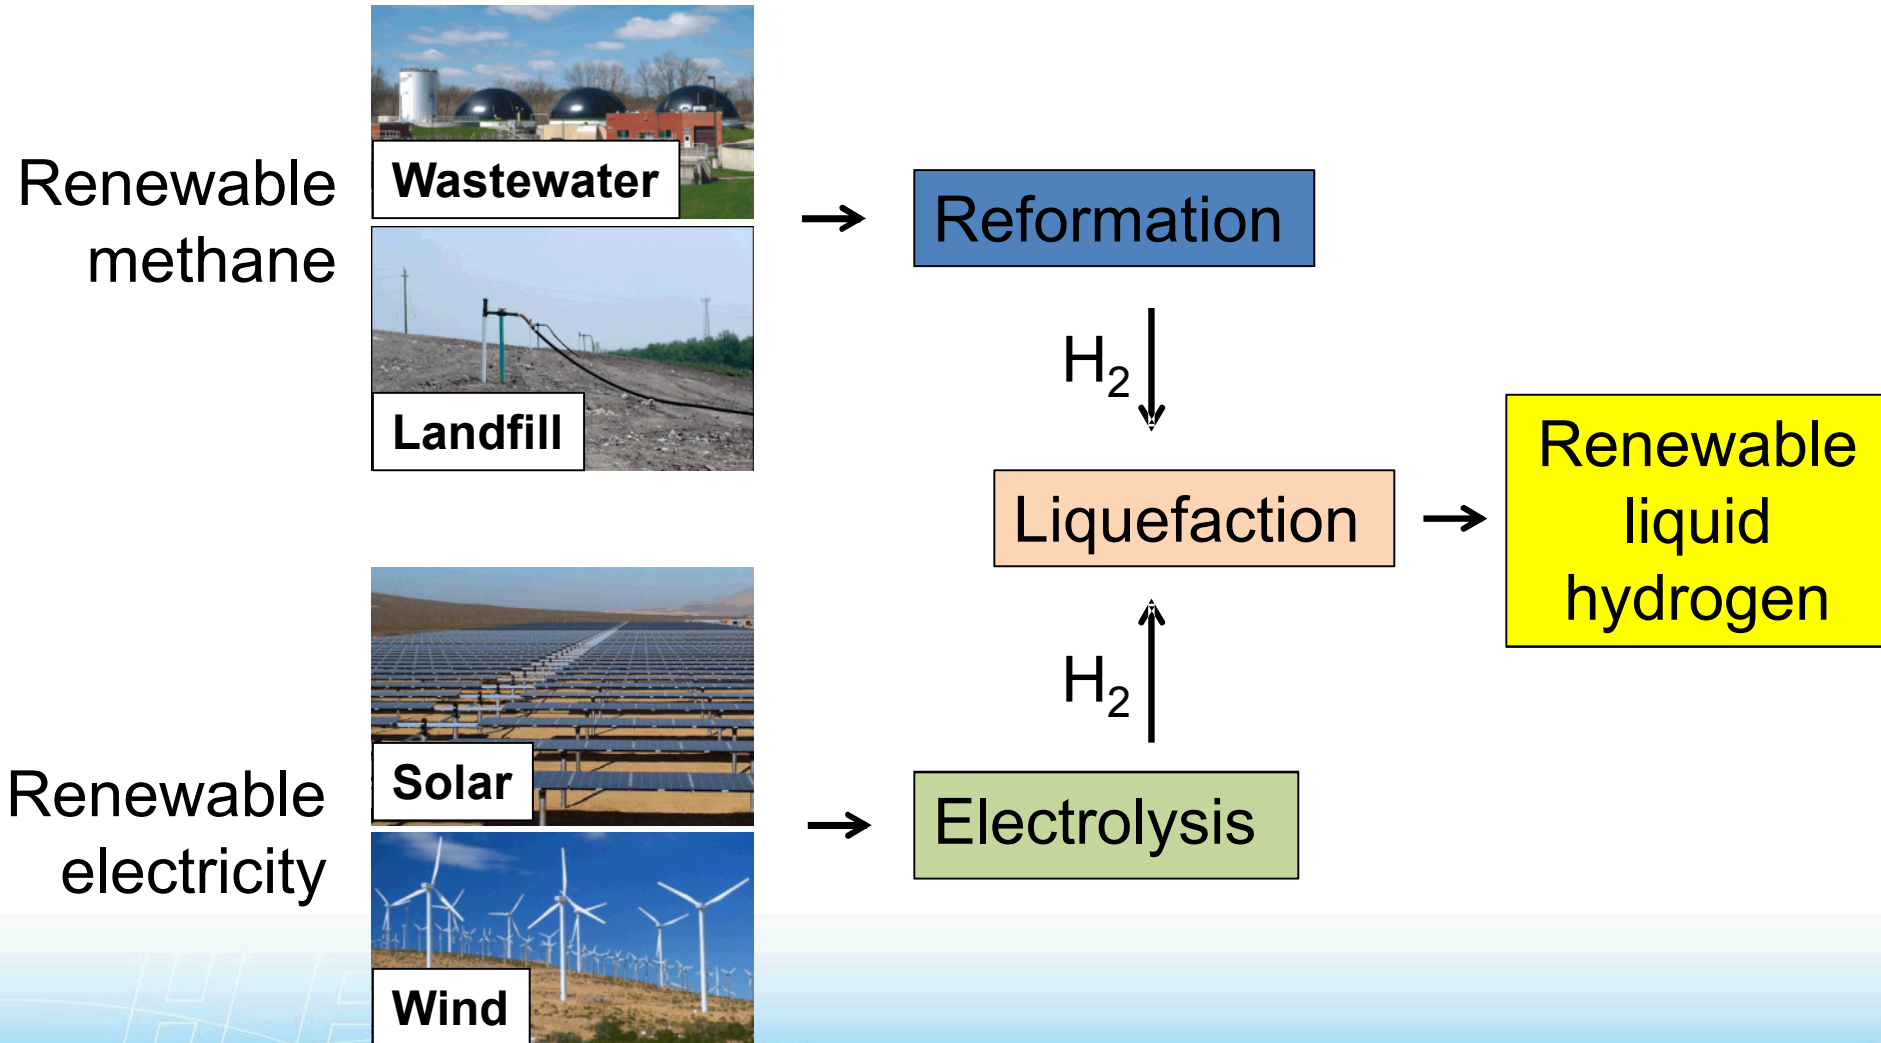 Renewable
methane
Wastewater
Landfill
Reformation
H₂
Liquefaction
Renewable
liquid
hydrogen
H₂
Renewable
electricity
Solar
Wind
Electrolysis